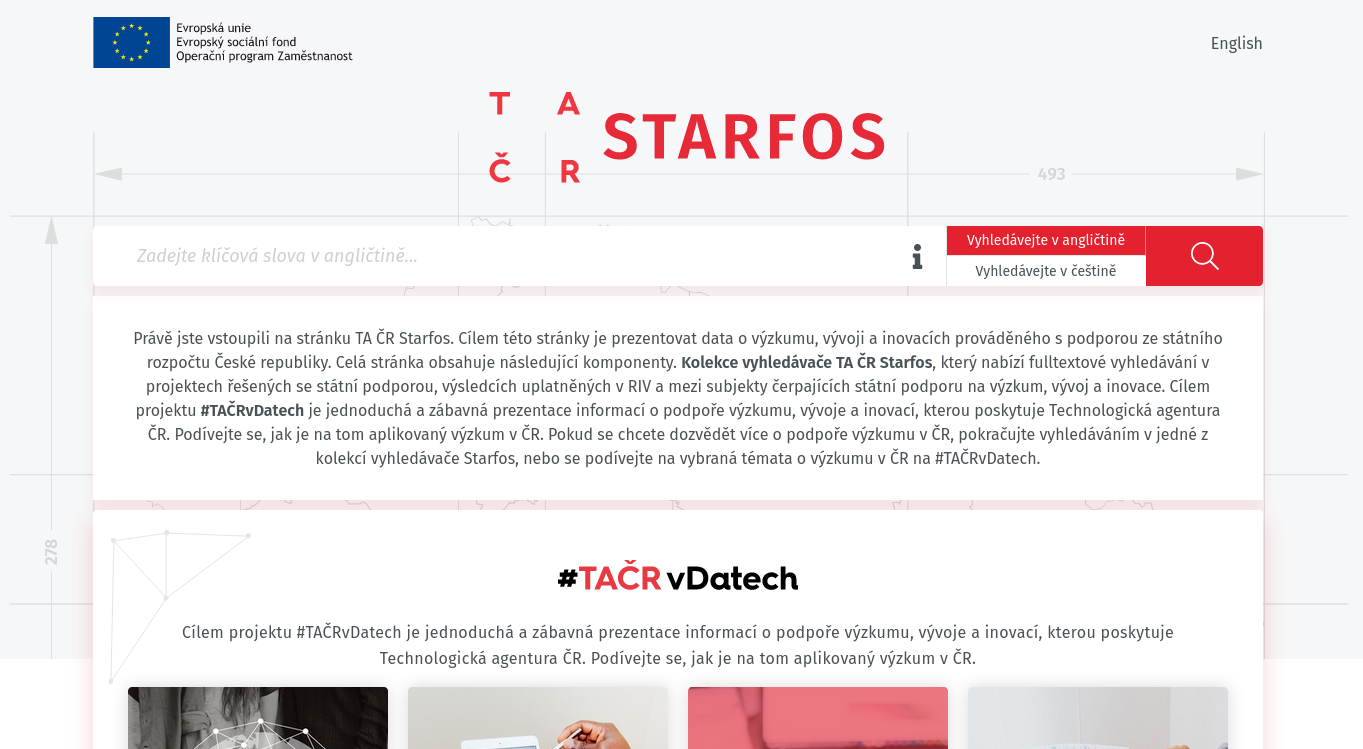 Evropská unie
Evropský sociální fond
Operační program Zaměstnanost
English
T A
Č R
STARFOS
493
Zadejte klíčová slova v angličtině...
Vyhledávejte v angličtině
Vyhledávejte v češtině
Právě jste vstoupili na stránku TA ČR Starfos. Cílem této stránky je prezentovat data o výzkumu, vývoji a inovacích prováděného s podporou ze státního
rozpočtu České republiky. Celá stránka obsahuje následující komponenty. Kolekce vyhledávače TA ČR Starfos, který nabízí fulltextové vyhledávání v
projektech řešených se státní podporou, výsledcích uplatněných v RIV a mezi subjekty čerpajících státní podporu na výzkum, vývoj a inovace. Cílem
projektu #TAČRvDatech je jednoduchá a zábavná prezentace informací o podpoře výzkumu, vývoje a inovací, kterou poskytuje Technologická agentura
ČR. Podívejte se, jak je na tom aplikovaný výzkum v ČR. Pokud se chcete dozvědět více o podpoře výzkumu v ČR, pokračujte vyhledáváním v jedné z
kolekcí vyhledávače Starfos, nebo se podívejte na vybraná témata o výzkumu v ČR na #TAČRvDatech.
278
#TAČR vDatech
Cílem projektu #TAČRvDatech je jednoduchá a zábavná prezentace informací o podpoře výzkumu, vývoje a inovací, kterou poskytuje
Technologická agentura ČR. Podívejte se, jak je na tom aplikovaný výzkum v ČR.